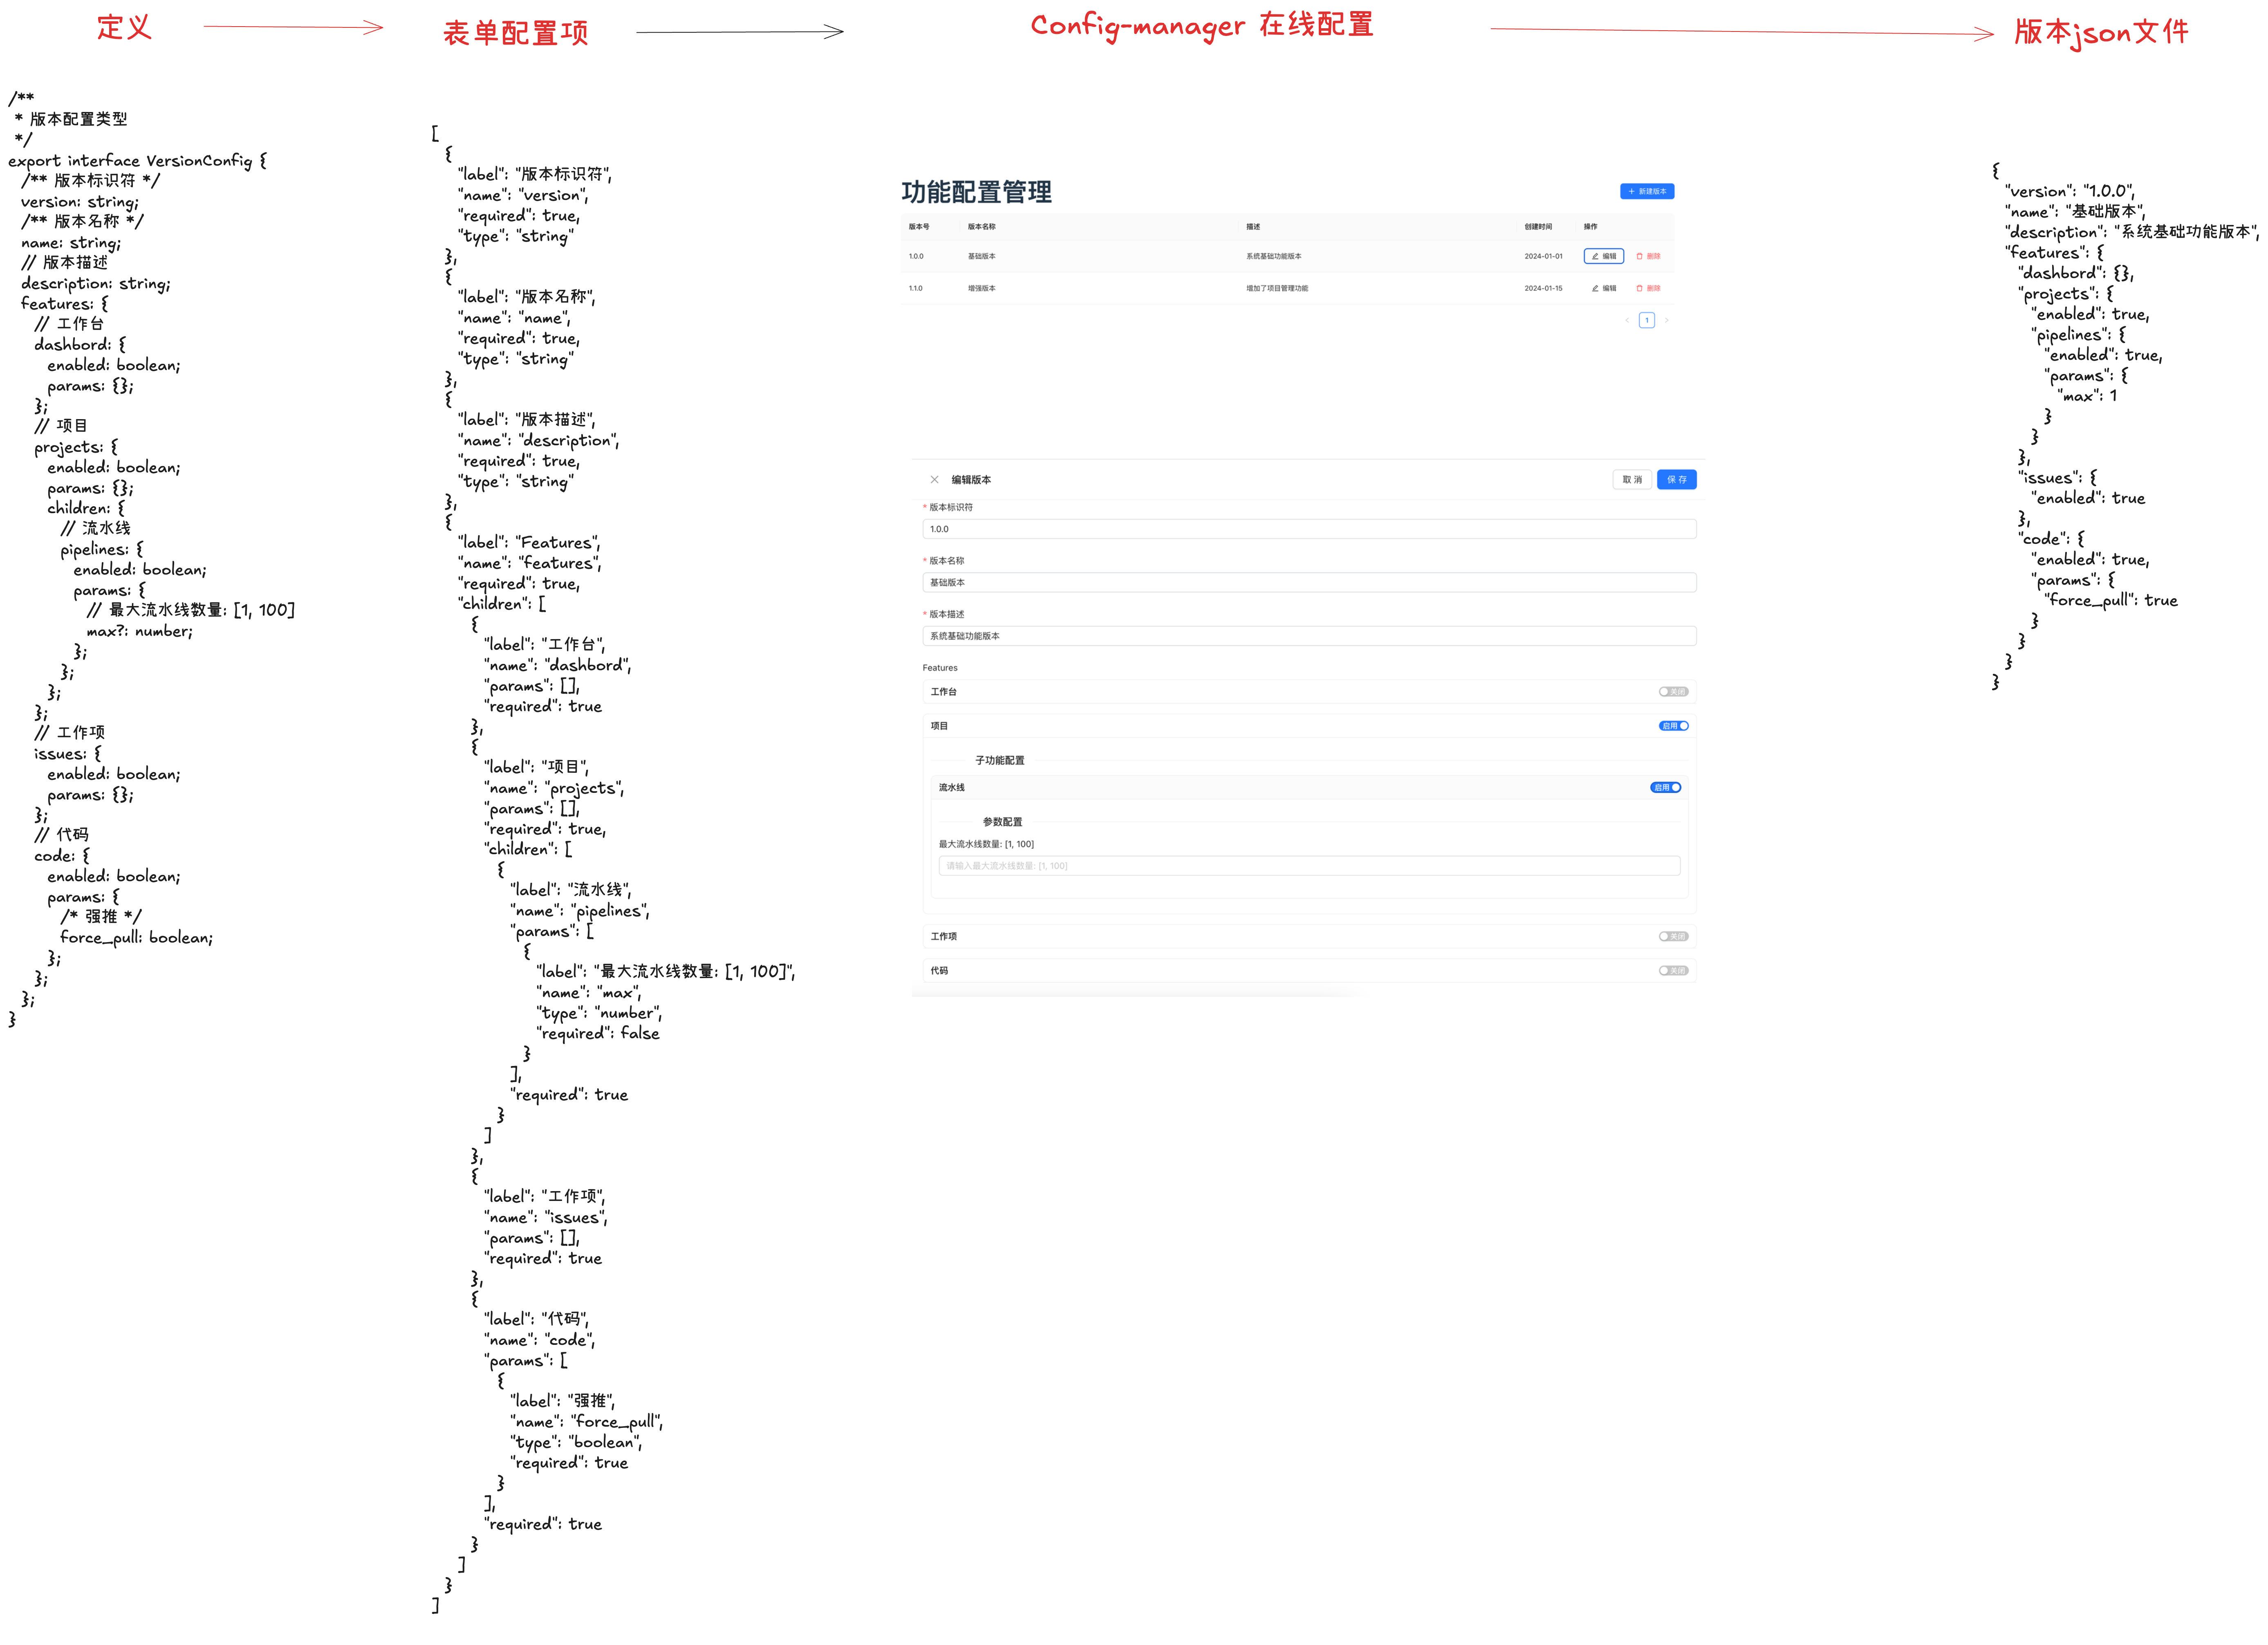 定义
表单配置项
Config-manager 在线配置
版本json文件
/**
 * 版本配置类型
 */
export interface VersionConfig {
  /** 版本标识符 */
  version: string;
  /** 版本名称 */
  name: string;
  // 版本描述
  description: string;
  features: {
    // 工作台
    dashbord: {
      enabled: boolean;
      params: {};
    };
    // 项目
    projects: {
      enabled: boolean;
      params: {};
      children: {
        // 流水线
        pipelines: {
          enabled: boolean;
          params: {
            // 最大流水线数量: [1, 100]
            max?: number;
          };
        };
      };
    };
    // 工作项
    issues: {
      enabled: boolean;
      params: {};
    };
    // 代码
    code: {
      enabled: boolean;
      params: {
        /* 强推 */
        force_pull: boolean;
      };
    };
  };
}
[
  {
    "label": "版本标识符",
    "name": "version",
    "required": true,
    "type": "string"
  },
  {
    "label": "版本名称",
    "name": "name",
    "required": true,
    "type": "string"
  },
  {
    "label": "版本描述",
    "name": "description",
    "required": true,
    "type": "string"
  },
  {
    "label": "Features",
    "name": "features",
    "required": true,
    "children": [
      {
        "label": "工作台",
        "name": "dashbord",
        "params": [],
        "required": true
      },
      {
        "label": "项目",
        "name": "projects",
        "params": [],
        "required": true,
        "children": [
          {
            "label": "流水线",
            "name": "pipelines",
            "params": [
              {
                "label": "最大流水线数量: [1, 100]",
                "name": "max",
                "type": "number",
                "required": false
              }
            ],
            "required": true
          }
        ]
      },
      {
        "label": "工作项",
        "name": "issues",
        "params": [],
        "required": true
      },
      {
        "label": "代码",
        "name": "code",
        "params": [
          {
            "label": "强推",
            "name": "force_pull",
            "type": "boolean",
            "required": true
          }
        ],
        "required": true
      }
    ]
  }
]
功能配置管理
+ 新建版本
版本号 版本名称 描述 创建时间 操作
1.0.0 基础版本 系统基础功能版本 2024-01-01 编辑 删除
1.1.0 增强版本 增加了项目管理功能 2024-01-15 编辑 删除
< 1 >
编辑版本 取 消 保 存
* 版本标识符
1.0.0
* 版本名称
基础版本
* 版本描述
系统基础功能版本
Features
工作台 关闭
项目 启用
子功能配置
流水线 启用
参数配置
最大流水线数量: [1, 100]
请输入最大流水线数量: [1, 100]
工作项 关闭
代码 关闭
{
  "version": "1.0.0",
  "name": "基础版本",
  "description": "系统基础功能版本",
  "features": {
    "dashbord": {},
    "projects": {
      "enabled": true,
      "pipelines": {
        "enabled": true,
        "params": {
          "max": 1
        }
      }
    },
    "issues": {
      "enabled": true
    },
    "code": {
      "enabled": true,
      "params": {
        "force_pull": true
      }
    }
  }
}